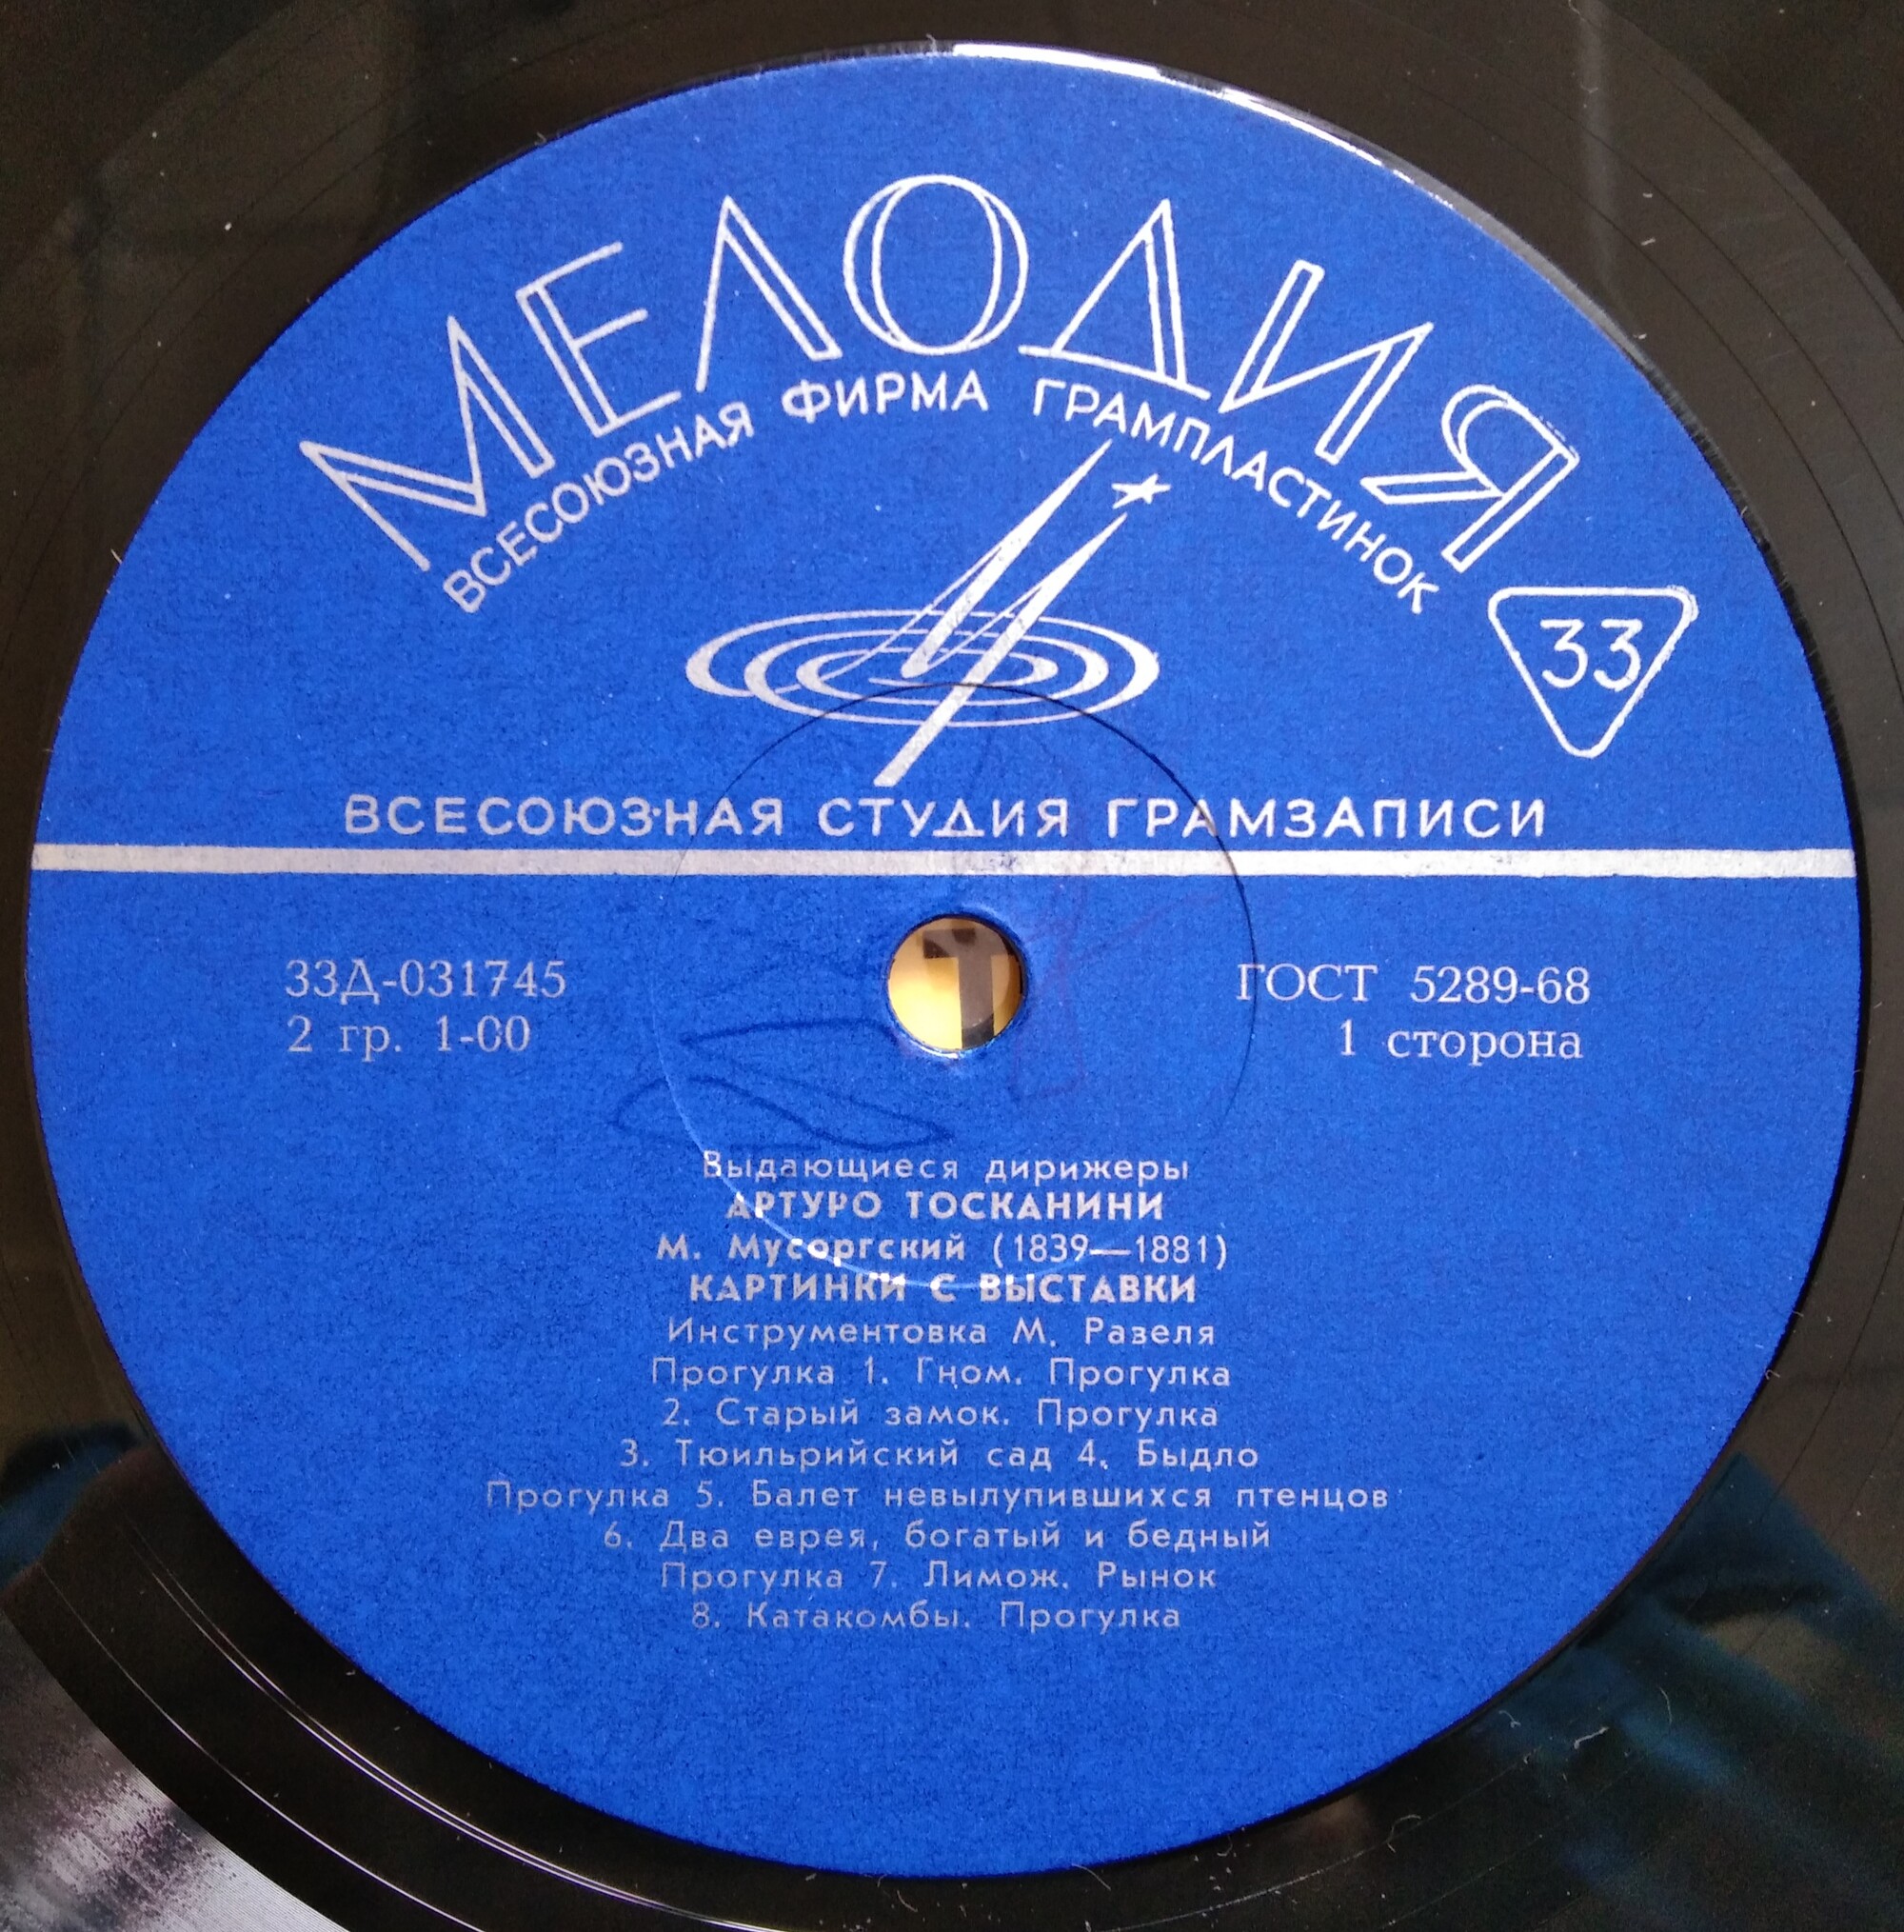 МЕЛОДИЯ
ВСЕСОЮЗНАЯ ФИРМА ГРАМПЛАСТИНОК
33
ВСЕСОЮЗНАЯ СТУДИЯ ГРАМЗАПИСИ
33Д-031745
2 гр. 1-00
ГОСТ 5289-68
1 сторона
Выдающиеся дирижеры
АРТУРО ТОСКАНИНИ
М. Мусоргский (1839—1881)
КАРТИНКИ С ВЫСТАВКИ
Инструментовка М. Равеля
Прогулка 1. Гном. Прогулка
2. Старый замок. Прогулка
3. Тюильрийский сад 4. Быдло
Прогулка 5. Балет невылупившихся птенцов
6. Два еврея, богатый и бедный
Прогулка 7. Лимож. Рынок
8. Катакомбы. Прогулка